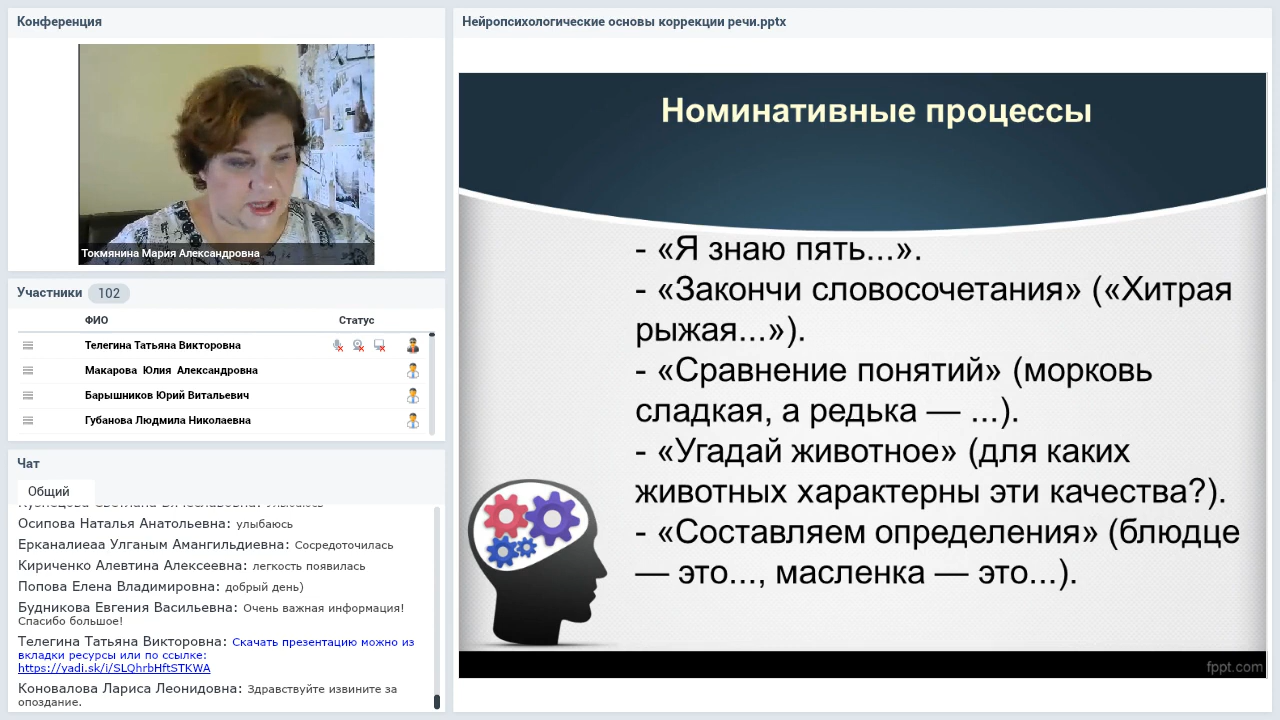 Конференция
Токмянина Мария Александровна
Участники 102
ФИО Статус
Телегина Татьяна Викторовна
Макарова Юлия Александровна
Барышников Юрий Витальевич
Губанова Людмила Николаевна
Чат
Общий
Осипова Наталья Анатольевна: улыбаюсь
Ерканалиеаа Улганым Амангильдиевна: Сосредоточилась
Кириченко Алевтина Алексеевна: легкость появилась
Попова Елена Владимировна: добрый день)
Будникова Евгения Васильевна: Очень важная информация!
Спасибо большое!
Телегина Татьяна Викторовна: Скачать презентацию можно из
вкладки ресурсы или по ссылке:
https://yadi.sk/i/SLQhrbHftSTKWA
Коновалова Лариса Леонидовна: Здравствуйте извините за
опоздание.
Нейропсихологические основы коррекции речи.pptx
Номинативные процессы
- «Я знаю пять...».
- «Закончи словосочетания» («Хитрая
рыжая...»).
- «Сравнение понятий» (морковь
сладкая, а редька — ...).
- «Угадай животное» (для каких
животных характерны эти качества?).
- «Составляем определения» (блюдце
— это..., масленка — это...).
fppt.com